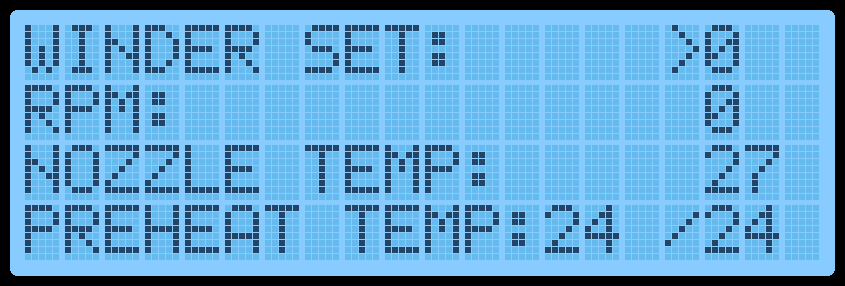 WINDER SET:      >0
RPM:              0
NOZZLE TEMP:     27
PREHEAT TEMP:24 /24